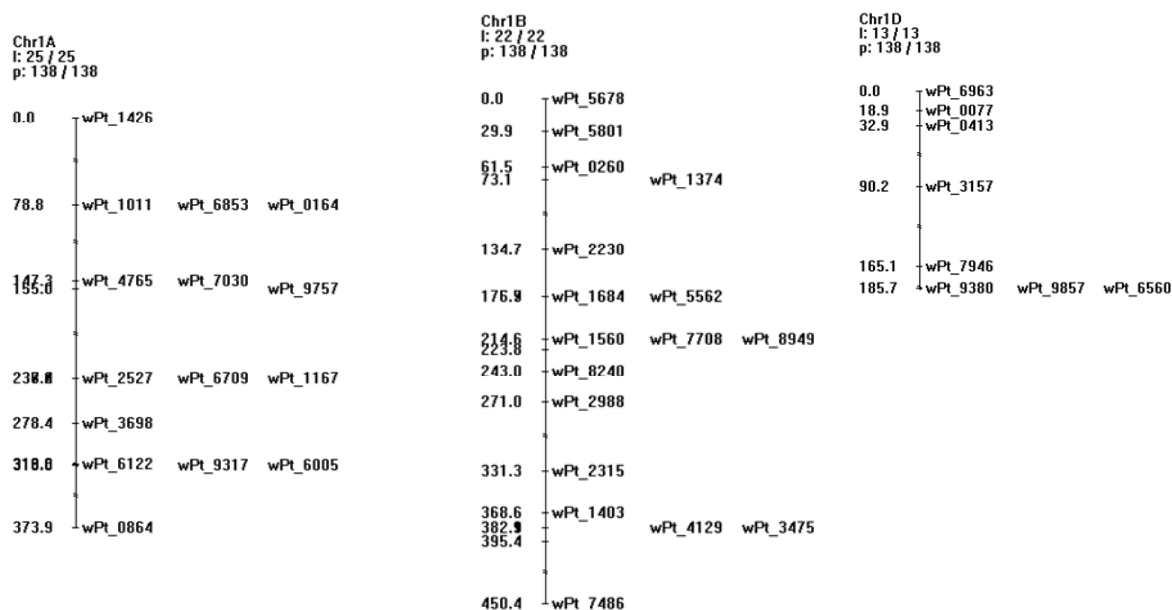 Chr1A
l: 25 / 25
p: 138 / 138
0.0 wPt_1426
78.8 wPt_1011 wPt_6853 wPt_0164
147.3 wPt_4765 wPt_7030
155.0 wPt_9757
wPt_2527 wPt_6709 wPt_1167
278.4 wPt_3698
wPt_6122 wPt_9317 wPt_6005
373.9 wPt_0864
Chr1B
l: 22 / 22
p: 138 / 138
0.0 wPt_5678
29.9 wPt_5801
61.5 wPt_0260
73.1 wPt_1374
134.7 wPt_2230
wPt_1684 wPt_5562
214.6 wPt_1560 wPt_7708 wPt_8949
223.8
243.0 wPt_8240
271.0 wPt_2988
331.3 wPt_2315
368.6 wPt_1403
wPt_4129 wPt_3475
395.4
450.4 wPt_7486
Chr1D
l: 13 / 13
p: 138 / 138
0.0 wPt_6963
18.9 wPt_0077
32.9 wPt_0413
90.2 wPt_3157
165.1 wPt_7946
185.7 wPt_9380 wPt_9857 wPt_6560